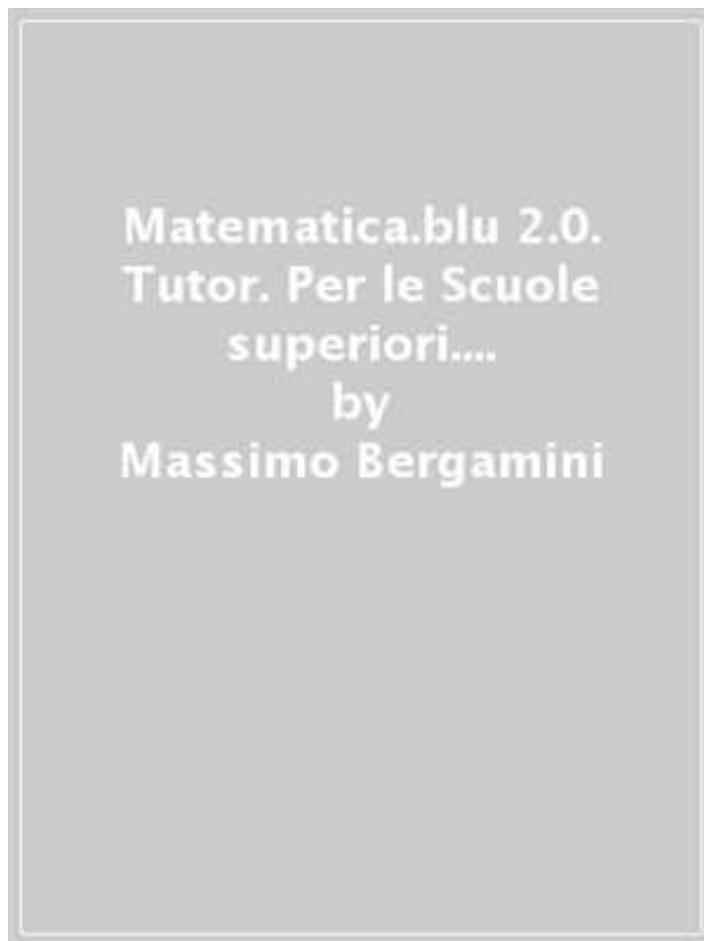 Matematica.blu 2.0.
Tutor. Per le Scuole
superiori....
by
Massimo Bergamini